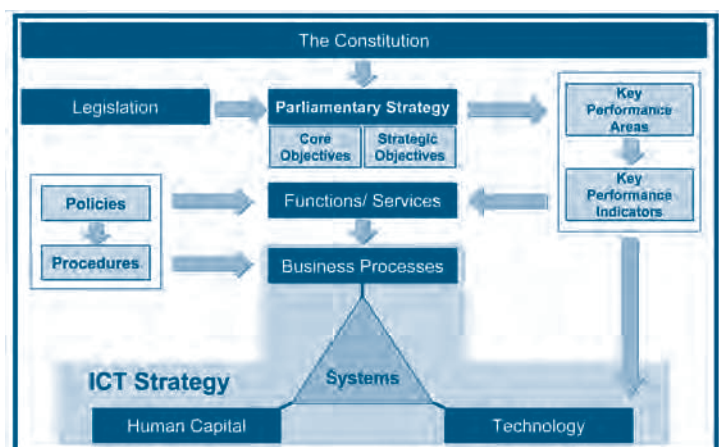 The Constitution
Legislation
Parliamentary Strategy
Core
Objectives
Strategic
Objectives
Key
Performance
Areas
Key
Performance
Indicators
Policies
Procedures
Functions/ Services
Business Processes
Systems
ICT Strategy
Human Capital
Technology